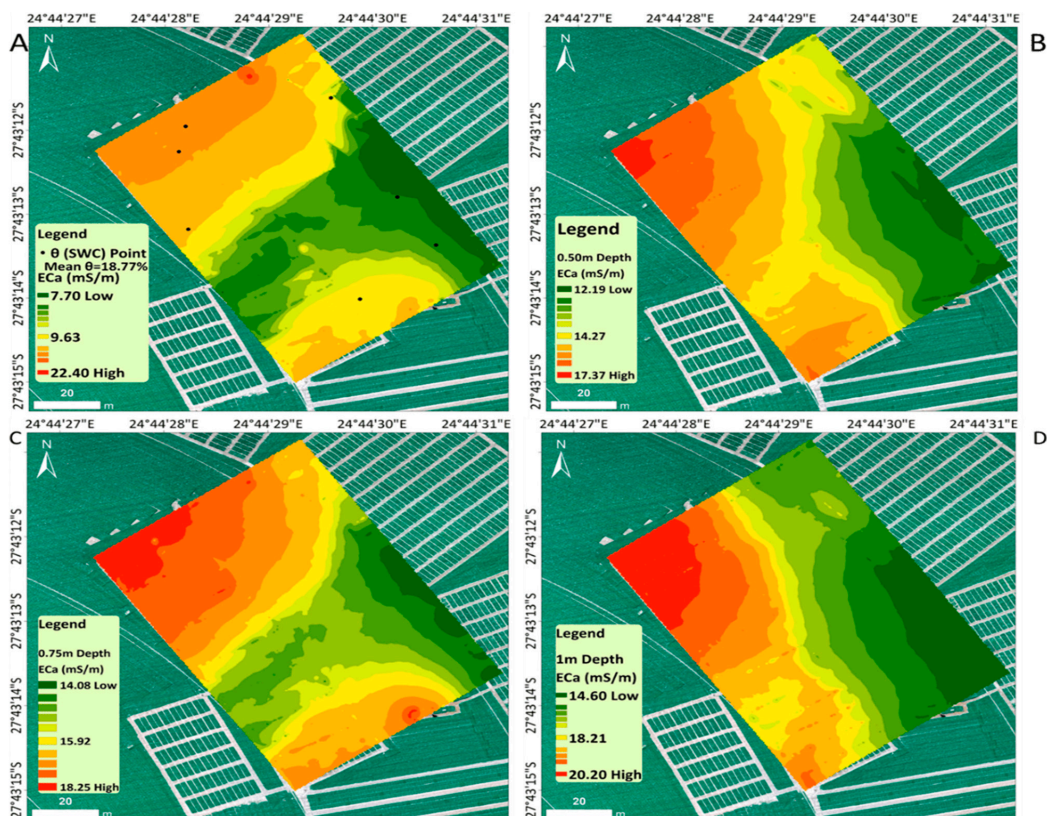 24°44'27"E 24°44'28"E 24°44'29"E 24°44'30"E 24°44'31"E
A
N
27°43'12"S
27°43'13"S
27°43'14"S
27°43'15"S
Legend
θ (SWC) Point
Mean θ=18.77%
ECa (mS/m)
7.70 Low
9.63
22.40 High
20
m
24°44'27"E 24°44'28"E 24°44'29"E 24°44'30"E 24°44'31"E
B
N
27°43'12"S
27°43'13"S
27°43'14"S
27°43'15"S
Legend
0.50m Depth
ECa (mS/m)
12.19 Low
14.27
17.37 High
20
m
24°44'27"E 24°44'28"E 24°44'29"E 24°44'30"E 24°44'31"E
C
N
27°43'12"S
27°43'13"S
27°43'14"S
27°43'15"S
Legend
0.75m Depth
ECa (mS/m)
14.08 Low
15.92
18.25 High
20
m
24°44'27"E 24°44'28"E 24°44'29"E 24°44'30"E 24°44'31"E
D
N
27°43'12"S
27°43'13"S
27°43'14"S
27°43'15"S
Legend
1m Depth
ECa (mS/m)
14.60 Low
18.21
20.20 High
20
m